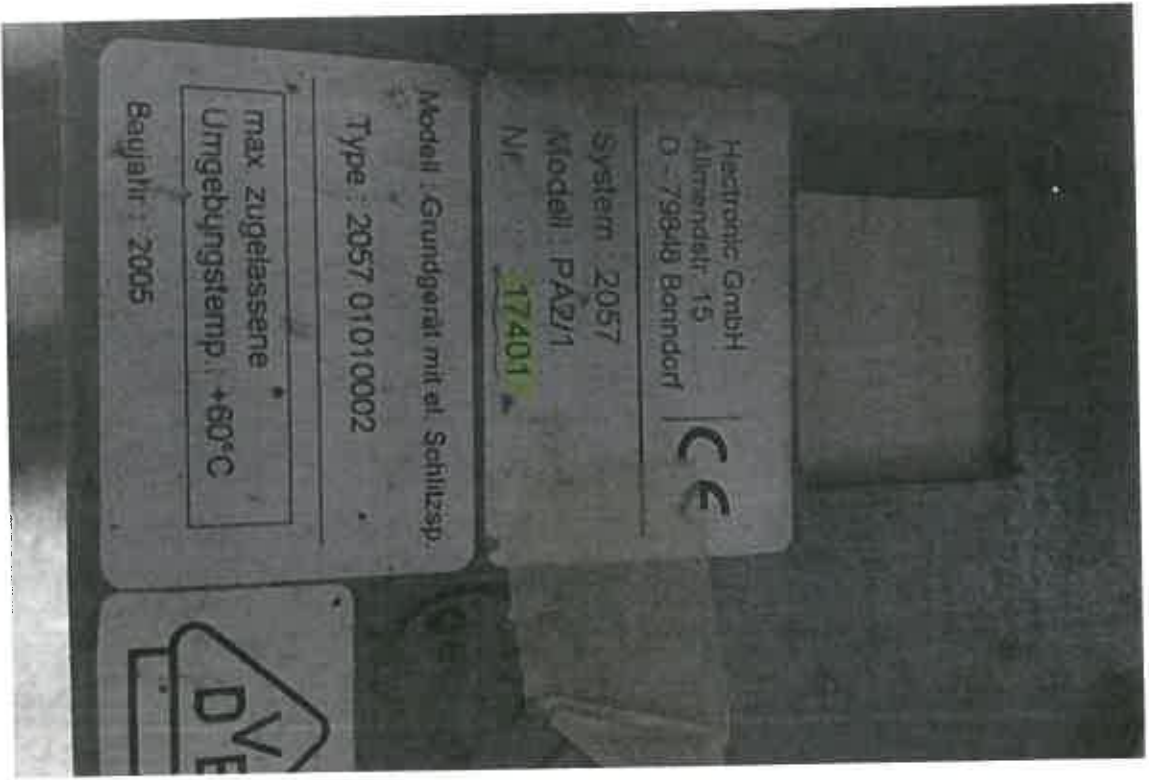 Hectronic GmbH
Allmendstr. 15
D - 79848 Bonndorf
CE
System : 2057
Modell : PA2/1
Nr. : 17401
Modell : Grundgerät mit el. Schlitzsp.
Type : 2057 01010002
max zugelassene
Umgebungstemp.: +60°C
Baujahr : 2005
DVE